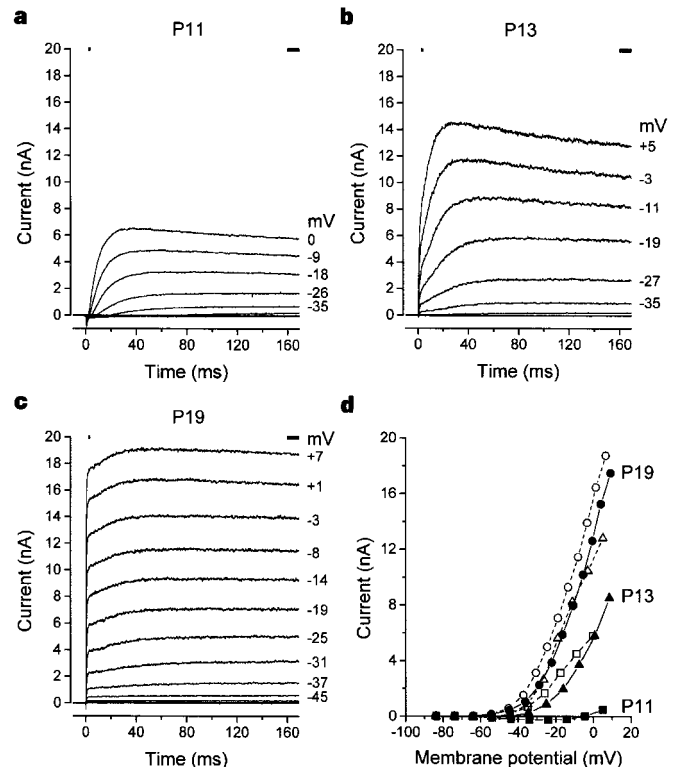 a
P11
20
18
16
14
12
10
8
6
4
2
0
Current (nA)
mV
0
-9
-18
-26
-35
0 40 80 120 160
Time (ms)
b
P13
20
18
16
14
12
10
8
6
4
2
0
Current (nA)
mV
+5
-3
-11
-19
-27
-35
0 40 80 120 160
Time (ms)
c
P19
20
18
16
14
12
10
8
6
4
2
0
Current (nA)
mV
+7
+1
-3
-8
-14
-19
-25
-31
-37
-45
0 40 80 120 160
Time (ms)
d
20
16
12
8
4
0
Current (nA)
P19
P13
P11
-100 -80 -60 -40 -20 0 20
Membrane potential (mV)